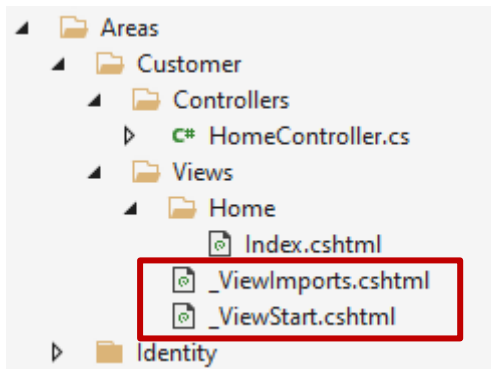 Areas
Customer
Controllers
C# HomeController.cs
Views
Home
Index.cshtml
_ViewImports.cshtml
_ViewStart.cshtml
Identity